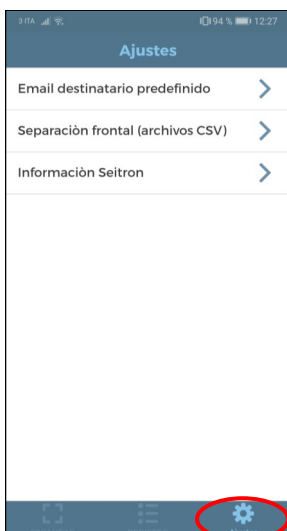 3 ITA 94 % 12:27
Ajustes
Email destinatario predefinido
Separaciòn frontal (archivos CSV)
Informaciòn Seitron